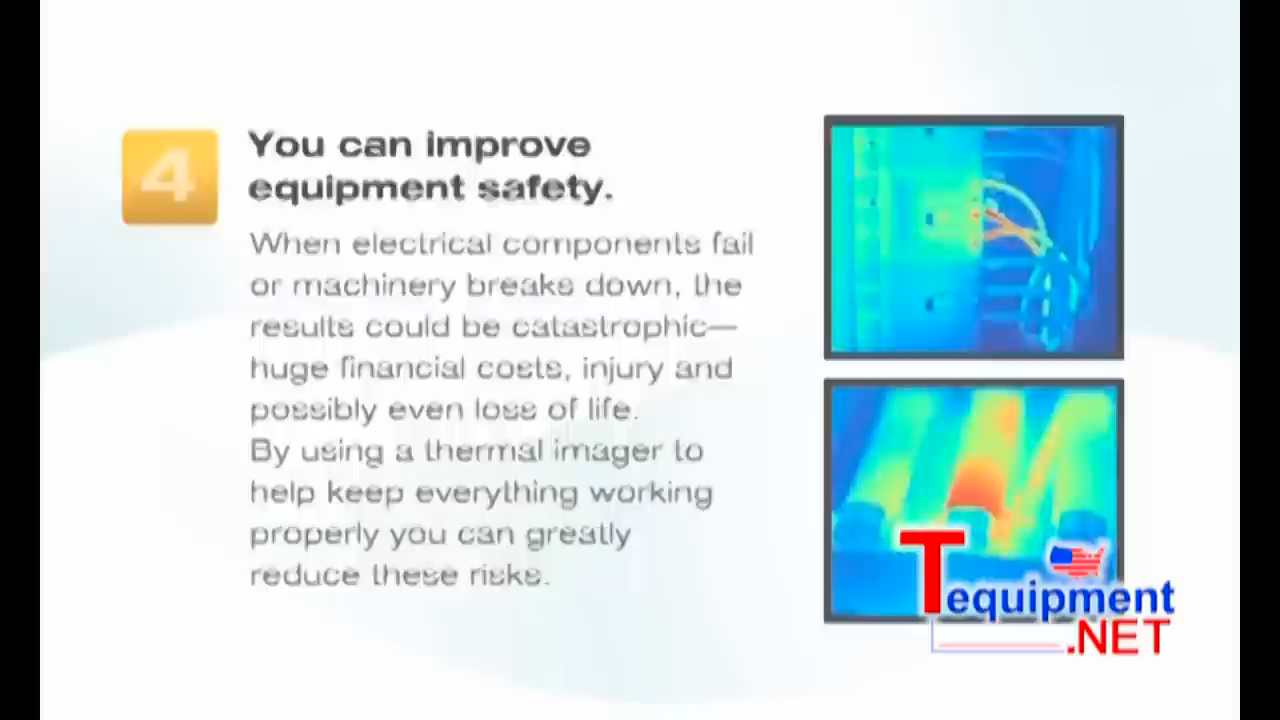 4
You can improve
equipment safety.
When electrical components fail
or machinery breaks down, the
results could be catastrophic—
huge financial costs, injury and
possibly even loss of life.
By using a thermal imager to
help keep everything working
properly you can greatly
reduce these risks.
Tequipment
.NET